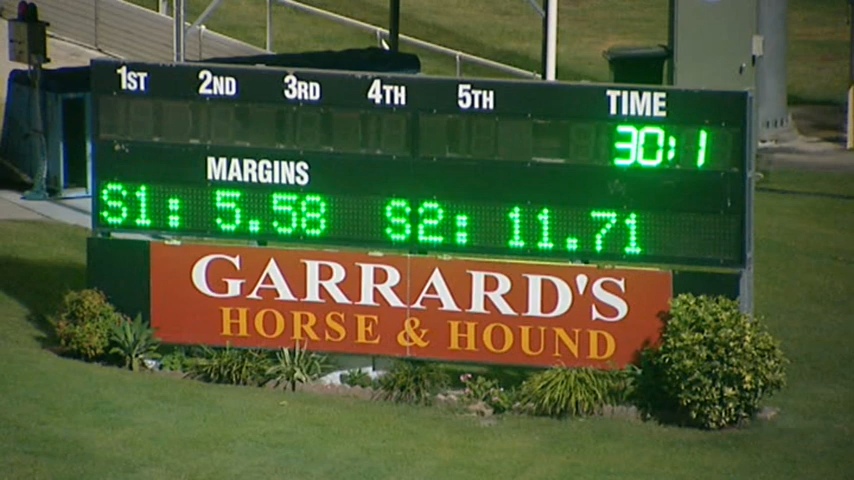 1ST 2ND 3RD 4TH 5TH TIME
30:1
MARGINS
S1: 5.58 S2: 11.71
GARRARD'S
HORSE & HOUND